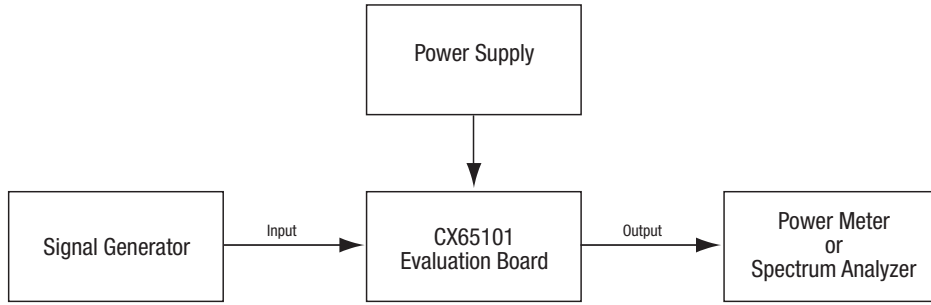 Power Supply
Signal Generator
Input
CX65101
Evaluation Board
Output
Power Meter
or
Spectrum Analyzer